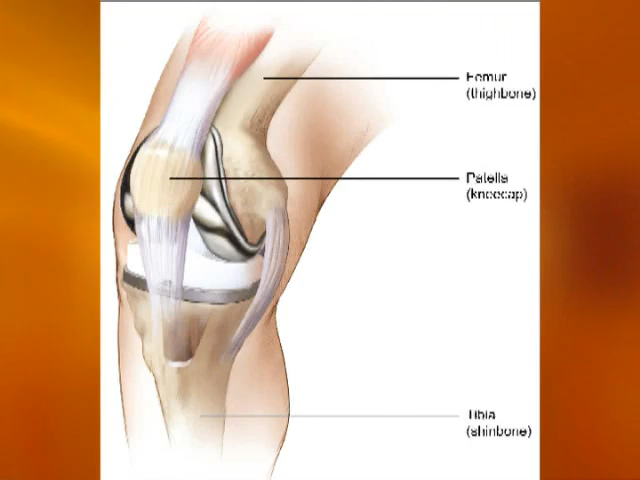 Femur
(thighbone)
Patella
(kneecap)
Tibia
(shinbone)